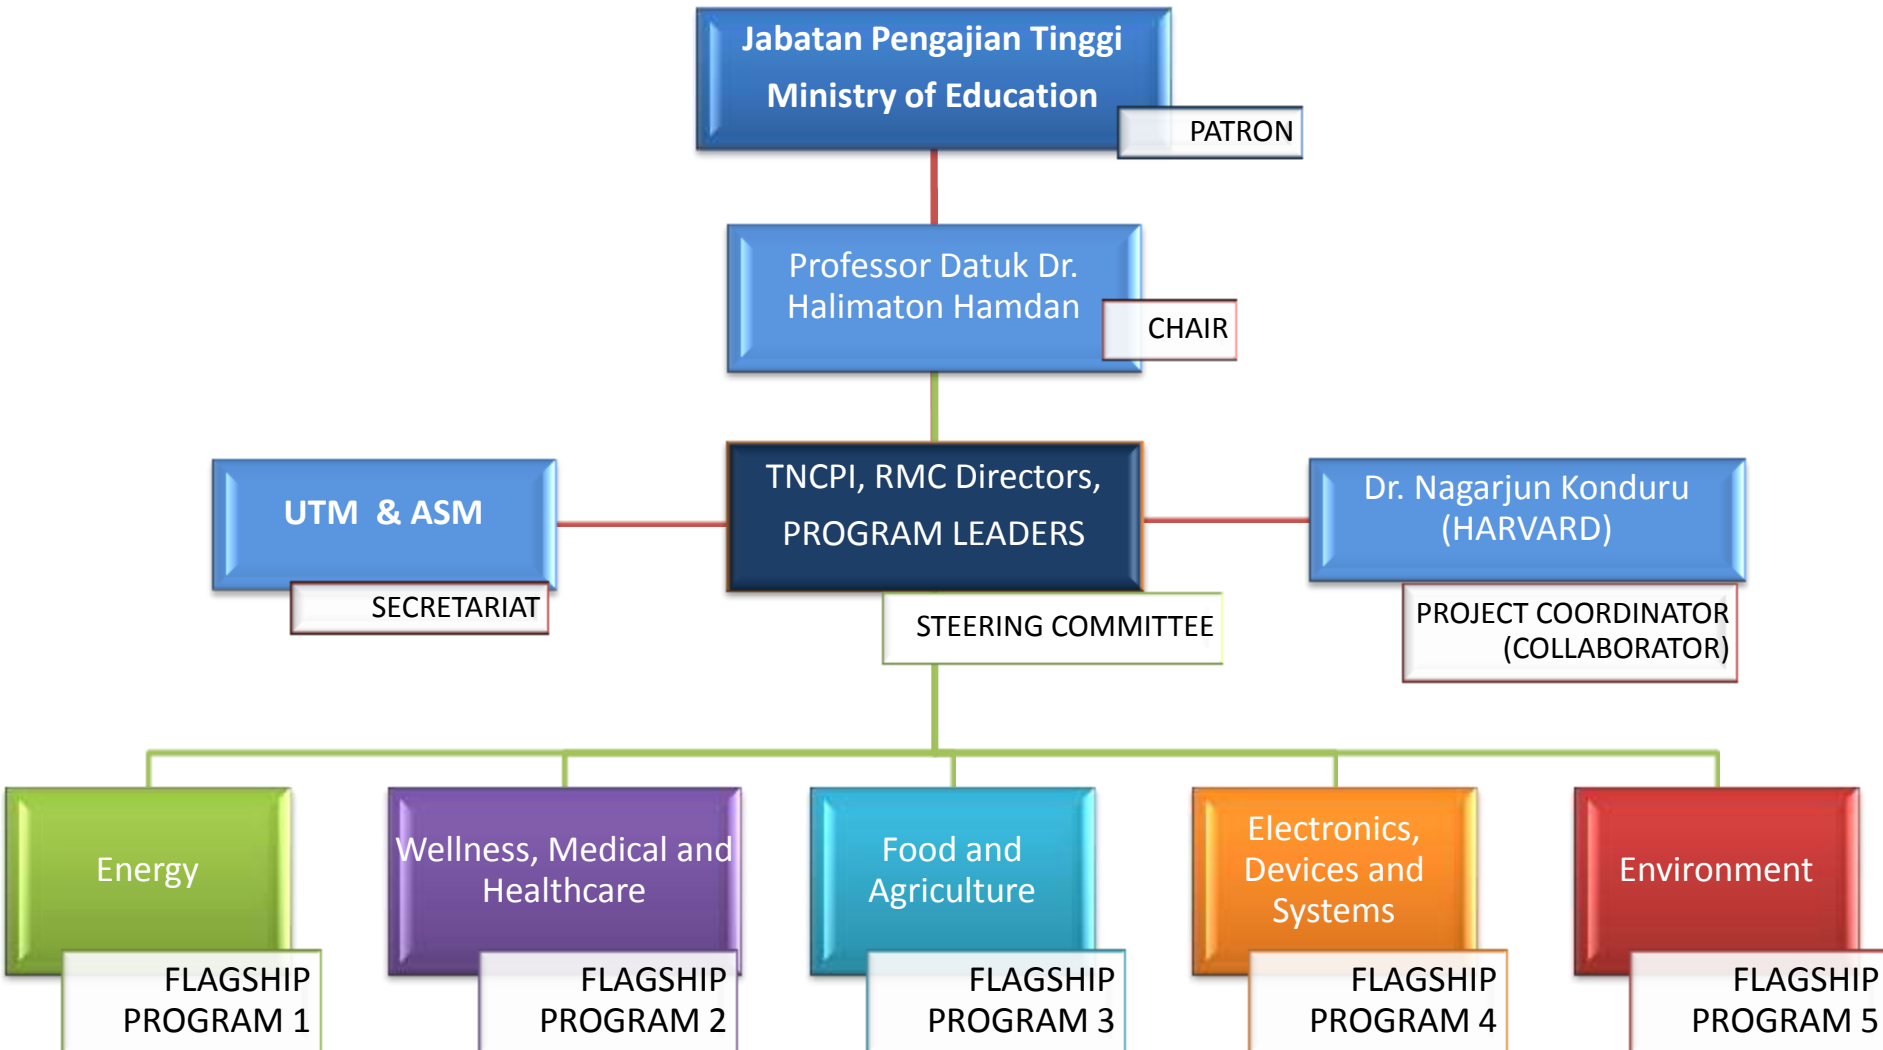 Jabatan Pengajian Tinggi
Ministry of Education
PATRON
Professor Datuk Dr.
Halimaton Hamdan
CHAIR
TNCPI, RMC Directors,
PROGRAM LEADERS
STEERING COMMITTEE
UTM & ASM
SECRETARIAT
Dr. Nagarjun Konduru
(HARVARD)
PROJECT COORDINATOR
(COLLABORATOR)
Energy
FLAGSHIP
PROGRAM 1
Wellness, Medical and
Healthcare
FLAGSHIP
PROGRAM 2
Food and
Agriculture
FLAGSHIP
PROGRAM 3
Electronics,
Devices and
Systems
FLAGSHIP
PROGRAM 4
Environment
FLAGSHIP
PROGRAM 5